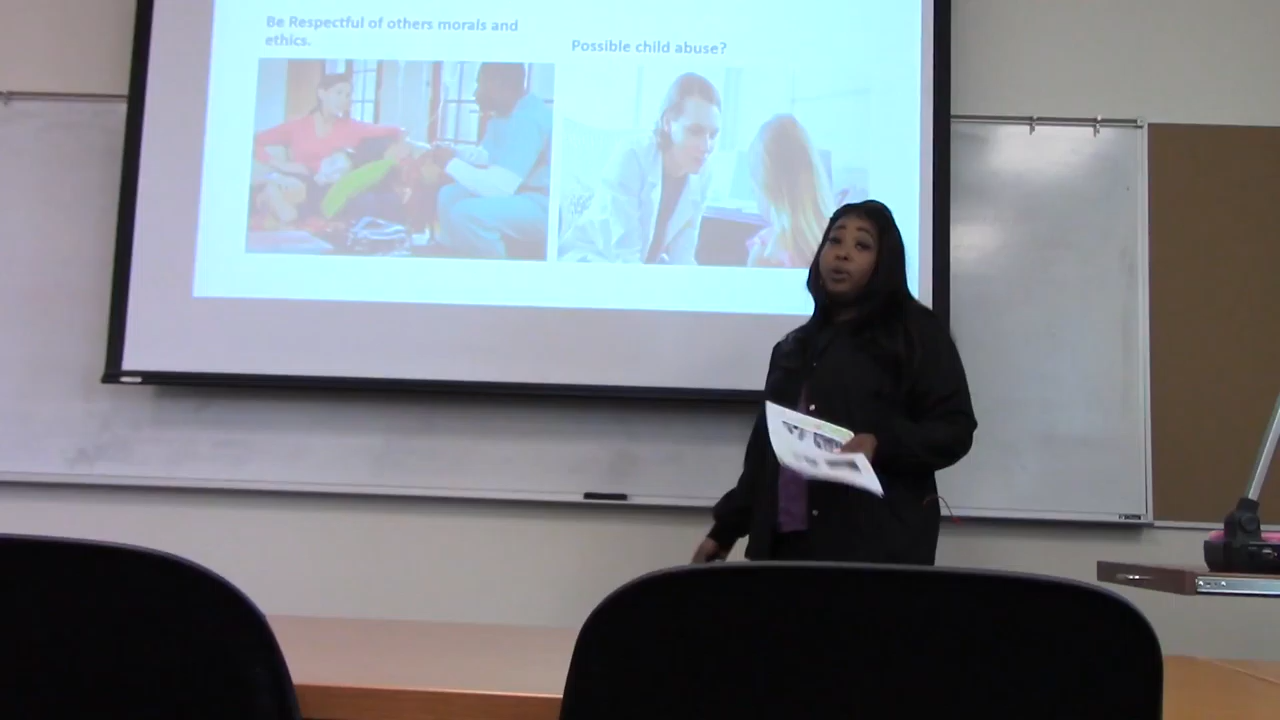 Be Respectful of others morals and
ethics.
Possible child abuse?